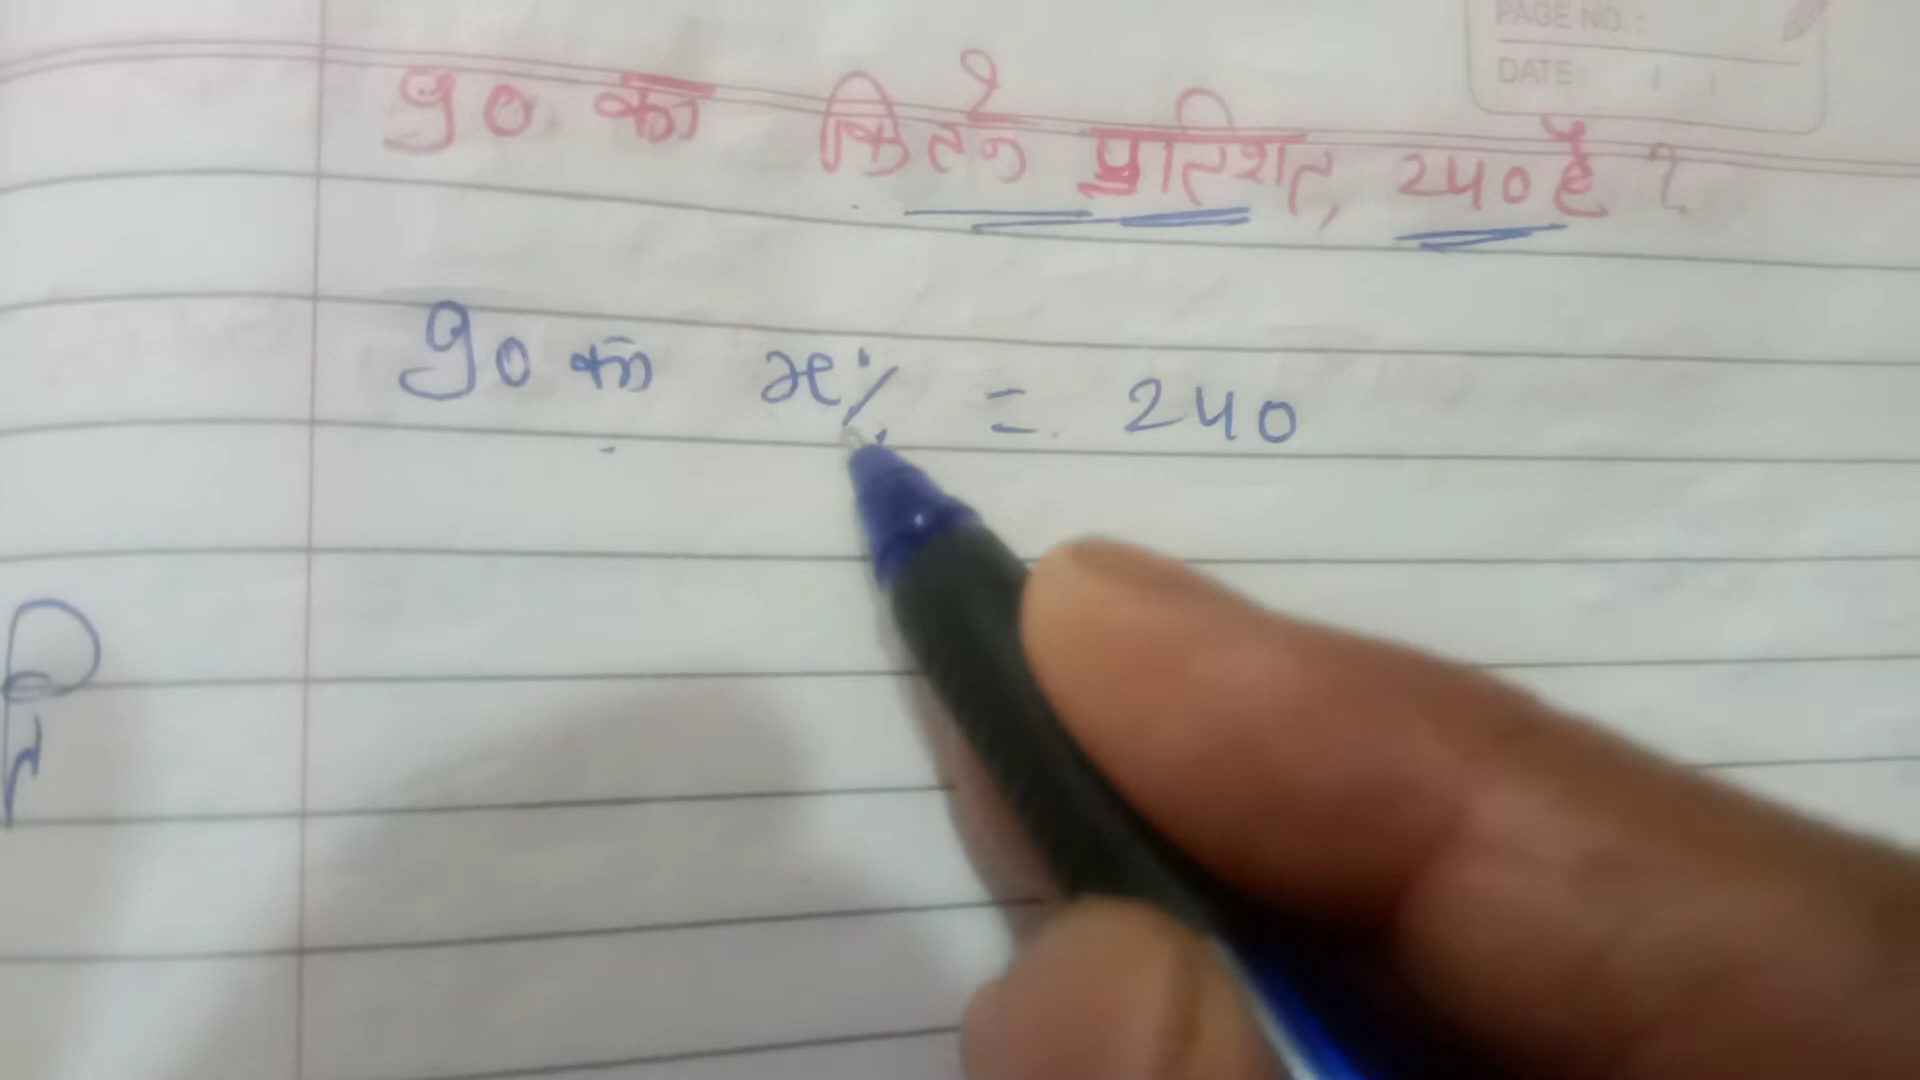 PAGE NO.:
DATE:
90 का कितने प्रतिशत, 240 है ?
90 का x% = 240